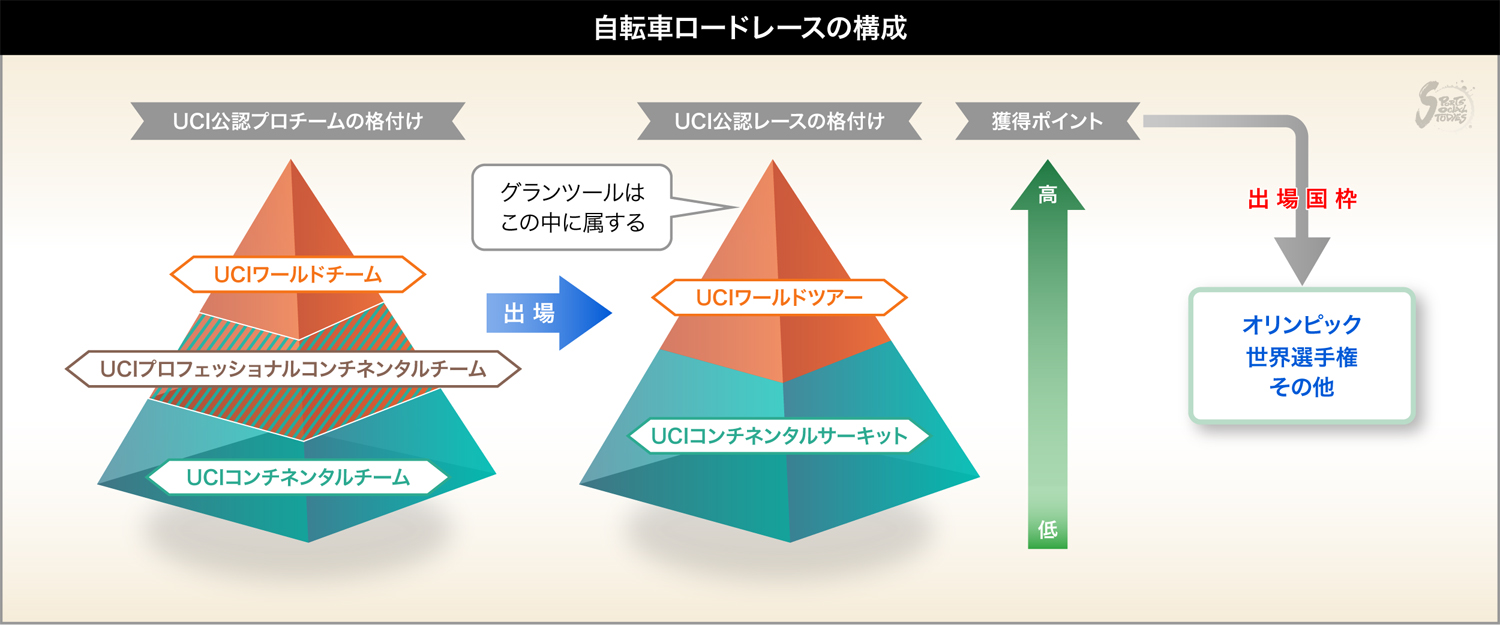 自転車ロードレースの構成
UCI公認プロチームの格付け
UCI公認レースの格付け
獲得ポイント
SPORTS
SOCIAL
STORIES
グランツールは
この中に属する
高
出場国枠
UCIワールドチーム
UCIワールドツアー
出場
オリンピック
世界選手権
その他
UCIプロフェッショナルコンチネンタルチーム
UCIコンチネンタルサーキット
UCIコンチネンタルチーム
低